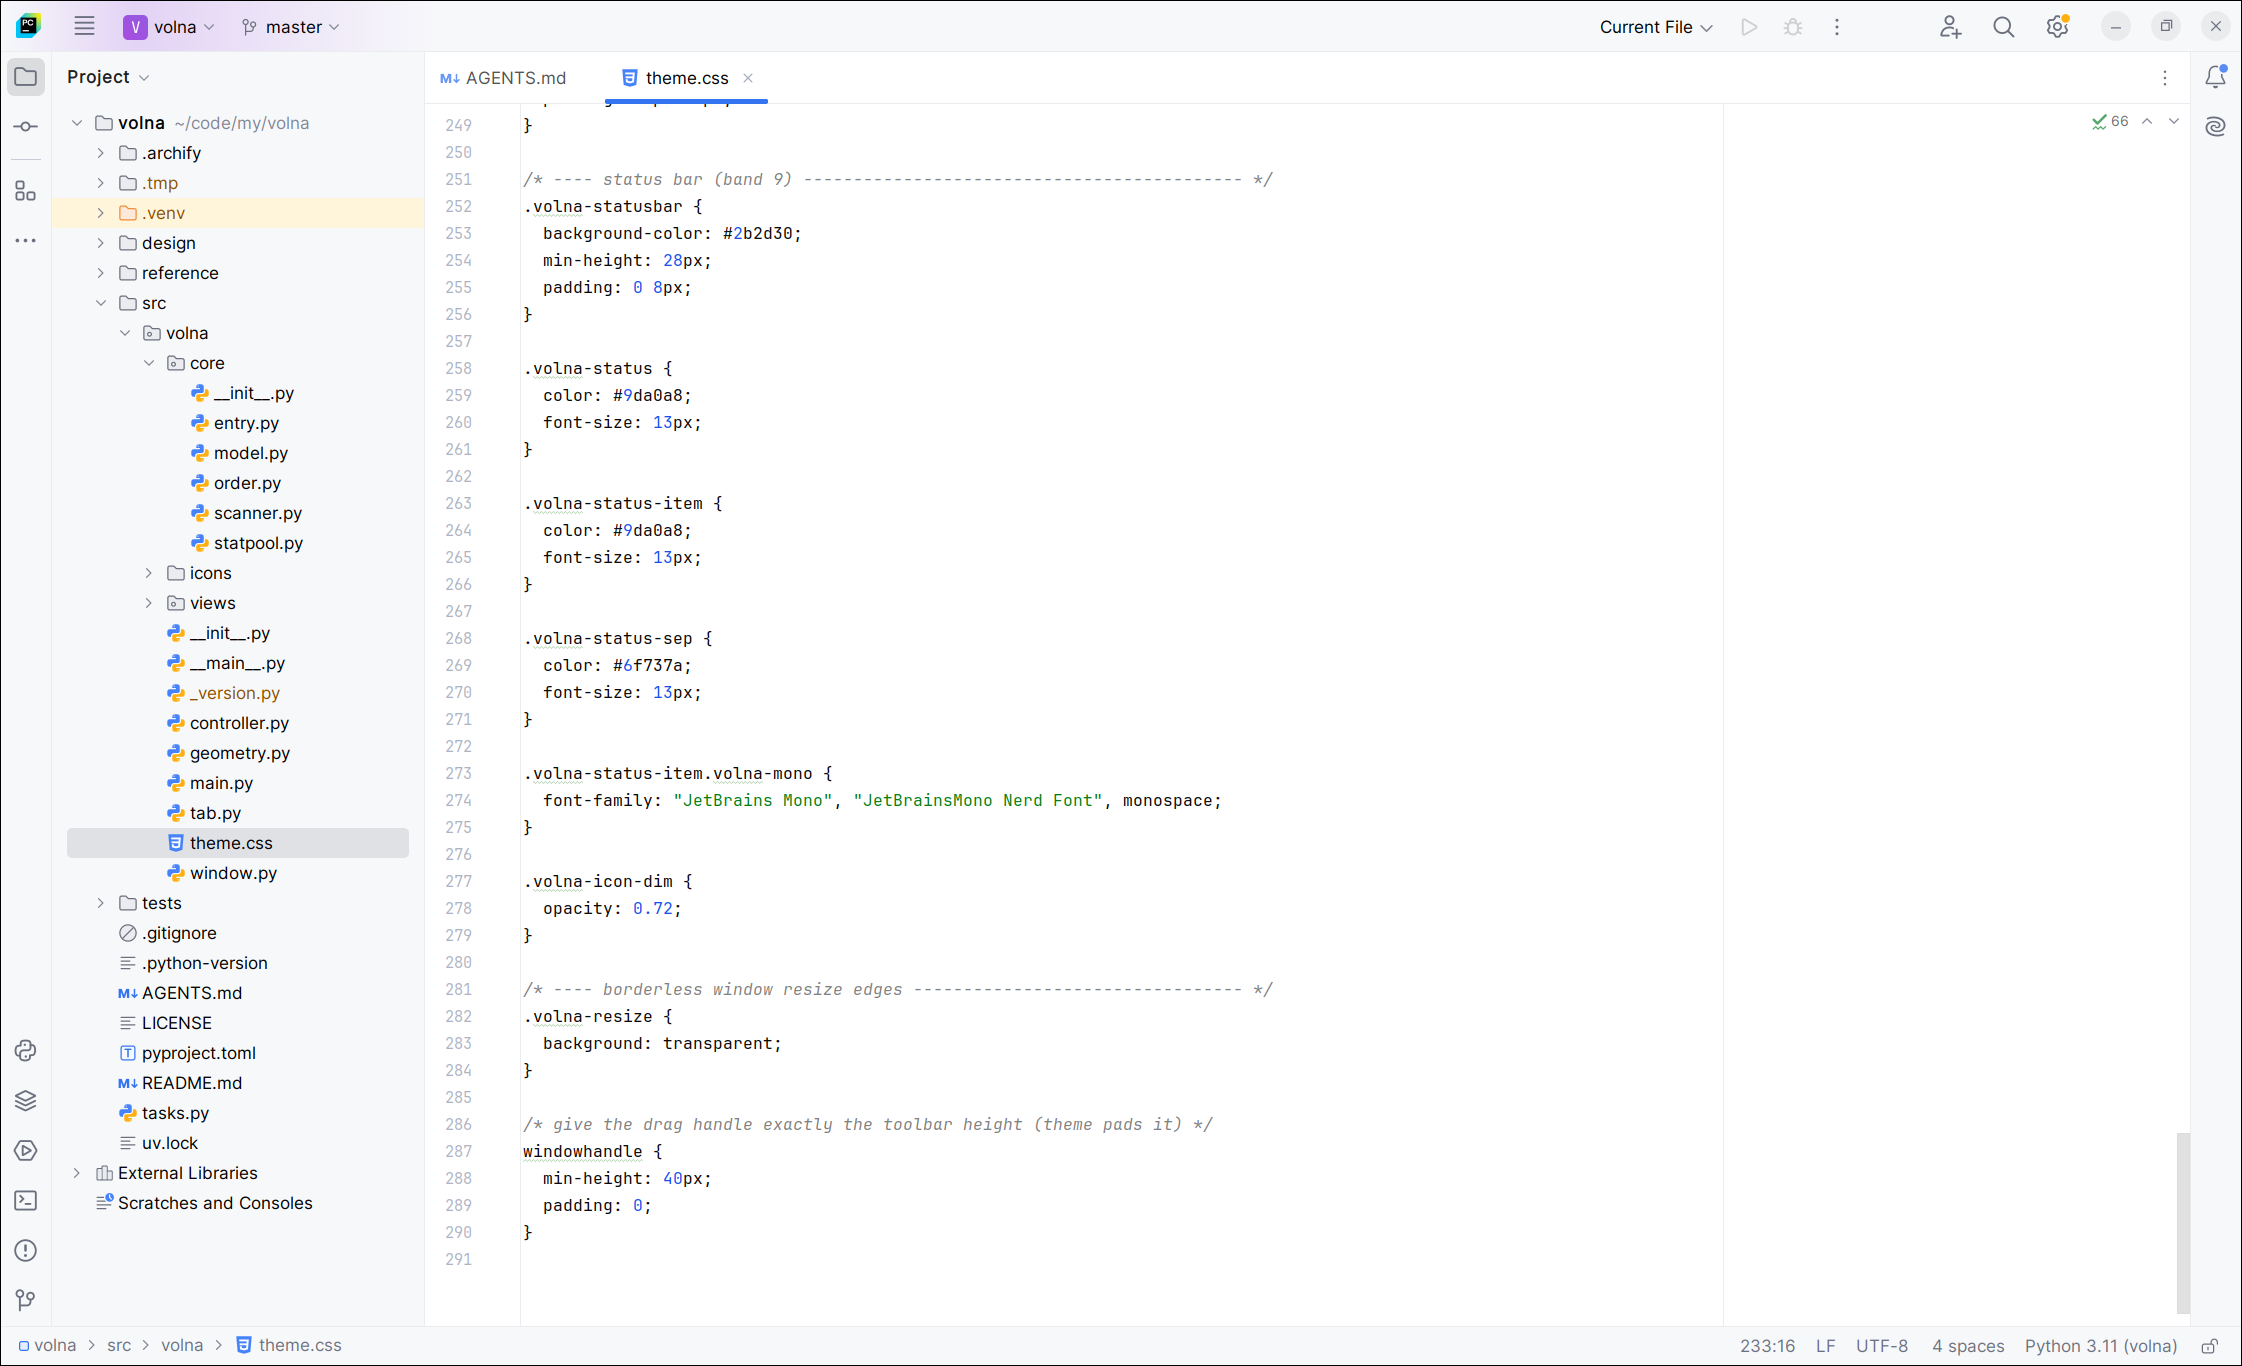 PC
V volna
master
Current File
Project
volna ~/code/my/volna
.archify
.tmp
.venv
design
reference
src
volna
core
__init__.py
entry.py
model.py
order.py
scanner.py
statpool.py
icons
views
__init__.py
__main__.py
_version.py
controller.py
geometry.py
main.py
tab.py
theme.css
window.py
tests
.gitignore
.python-version
M↓ AGENTS.md
LICENSE
pyproject.toml
M↓ README.md
tasks.py
uv.lock
External Libraries
Scratches and Consoles
M↓ AGENTS.md
theme.css
66
249 }
250
251 /* ---- status bar (band 9) -------------------------------------------- */
252 .volna-statusbar {
253   background-color: #2b2d30;
254   min-height: 28px;
255   padding: 0 8px;
256 }
257
258 .volna-status {
259   color: #9da0a8;
260   font-size: 13px;
261 }
262
263 .volna-status-item {
264   color: #9da0a8;
265   font-size: 13px;
266 }
267
268 .volna-status-sep {
269   color: #6f737a;
270   font-size: 13px;
271 }
272
273 .volna-status-item.volna-mono {
274   font-family: "JetBrains Mono", "JetBrainsMono Nerd Font", monospace;
275 }
276
277 .volna-icon-dim {
278   opacity: 0.72;
279 }
280
281 /* ---- borderless window resize edges --------------------------------- */
282 .volna-resize {
283   background: transparent;
284 }
285
286 /* give the drag handle exactly the toolbar height (theme pads it) */
287 windowhandle {
288   min-height: 40px;
289   padding: 0;
290 }
291
volna > src > volna > theme.css
233:16 LF UTF-8 4 spaces Python 3.11 (volna)